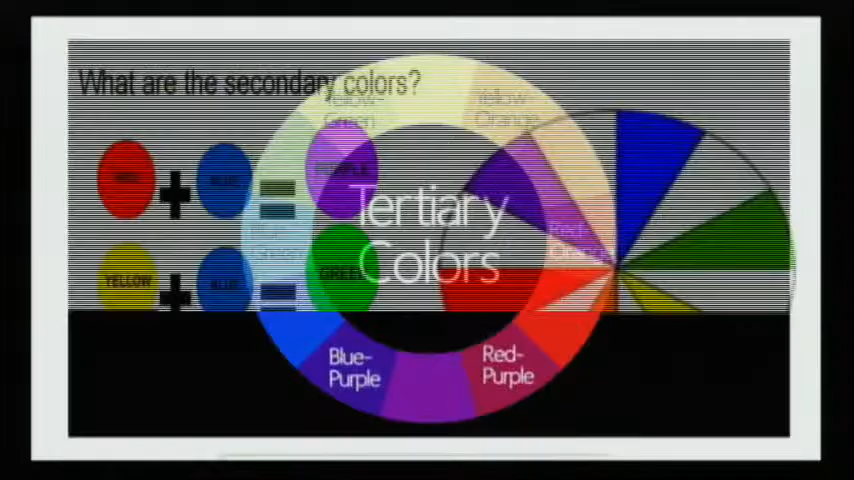 What are the secondary colors?
Yellow-
Green
Yellow-
Orange
RED
BLUE
PURPLE
Tertiary
Colors
Blue-
Green
Red-
Orange
YELLOW
BLUE
GREEN
Blue-
Purple
Red-
Purple